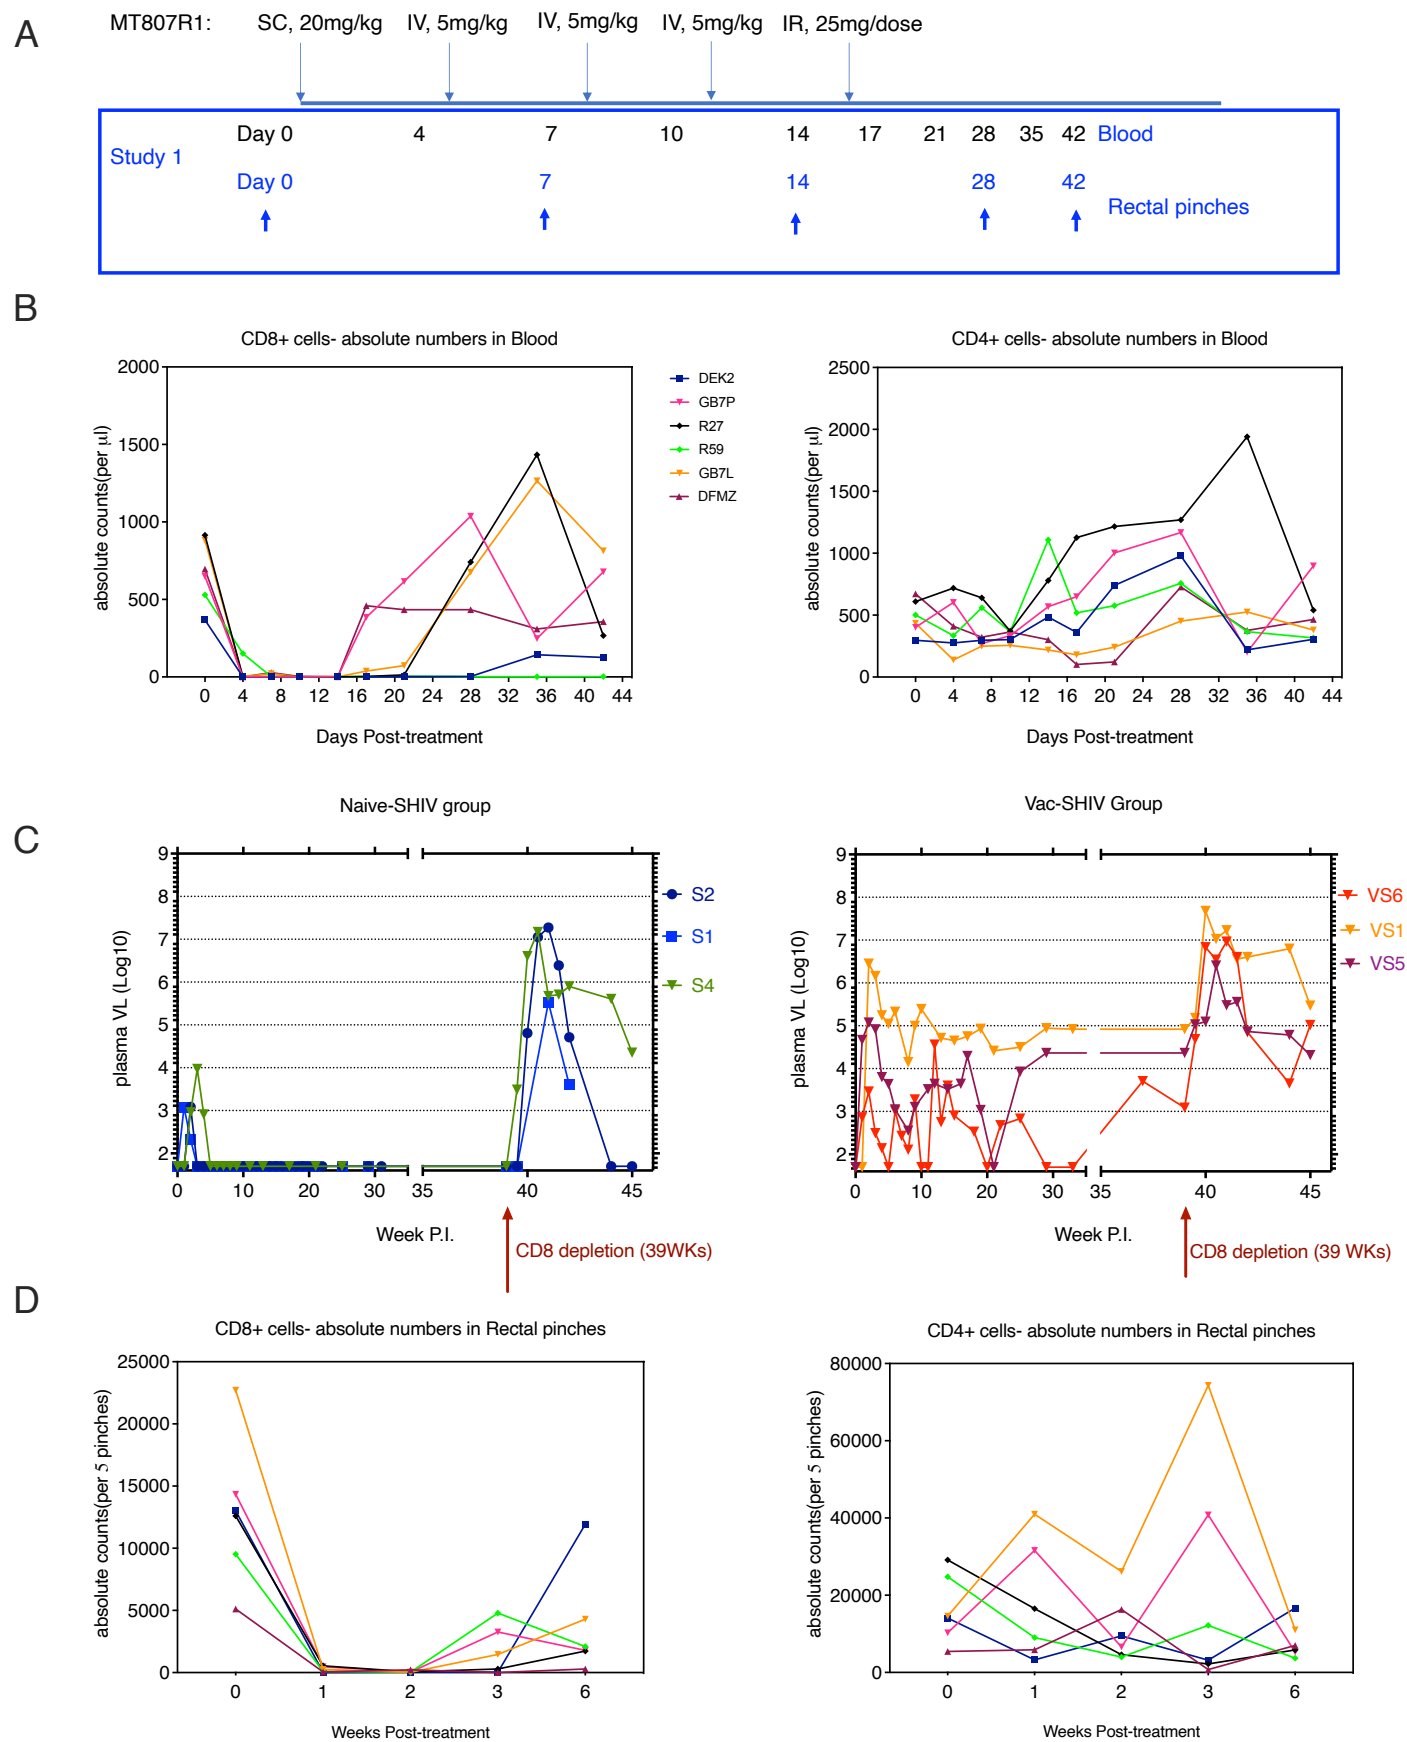 A
MT807R1: SC, 20mg/kg IV, 5mg/kg IV, 5mg/kg IV, 5mg/kg IR, 25mg/dose
Day 0 4 7 10 14 17 21 28 35 42 Blood
Study 1
Day 0 7 14 28 42
Rectal pinches
B
CD8+ cells- absolute numbers in Blood
absolute counts(per µl)
2000
1500
1000
500
0
0 4 8 12 16 20 24 28 32 36 40 44
Days Post-treatment
DEK2
GB7P
R27
R59
GB7L
DFMZ
CD4+ cells- absolute numbers in Blood
absolute counts(per µl)
2500
2000
1500
1000
500
0
0 4 8 12 16 20 24 28 32 36 40 44
Days Post-treatment
C
Naive-SHIV group
plasma VL (Log10)
9
8
7
6
5
4
3
2
0 10 20 30 35 40 45
Week P.I.
CD8 depletion (39WKs)
S2
S1
S4
Vac-SHIV Group
plasma VL (Log10)
9
8
7
6
5
4
3
2
0 10 20 30 35 40 45
Week P.I.
CD8 depletion (39 WKs)
VS6
VS1
VS5
D
CD8+ cells- absolute numbers in Rectal pinches
absolute counts(per 5 pinches)
25000
20000
15000
10000
5000
0
0 1 2 3 6
Weeks Post-treatment
CD4+ cells- absolute numbers in Rectal pinches
absolute counts(per 5 pinches)
80000
60000
40000
20000
0
0 1 2 3 6
Weeks Post-treatment